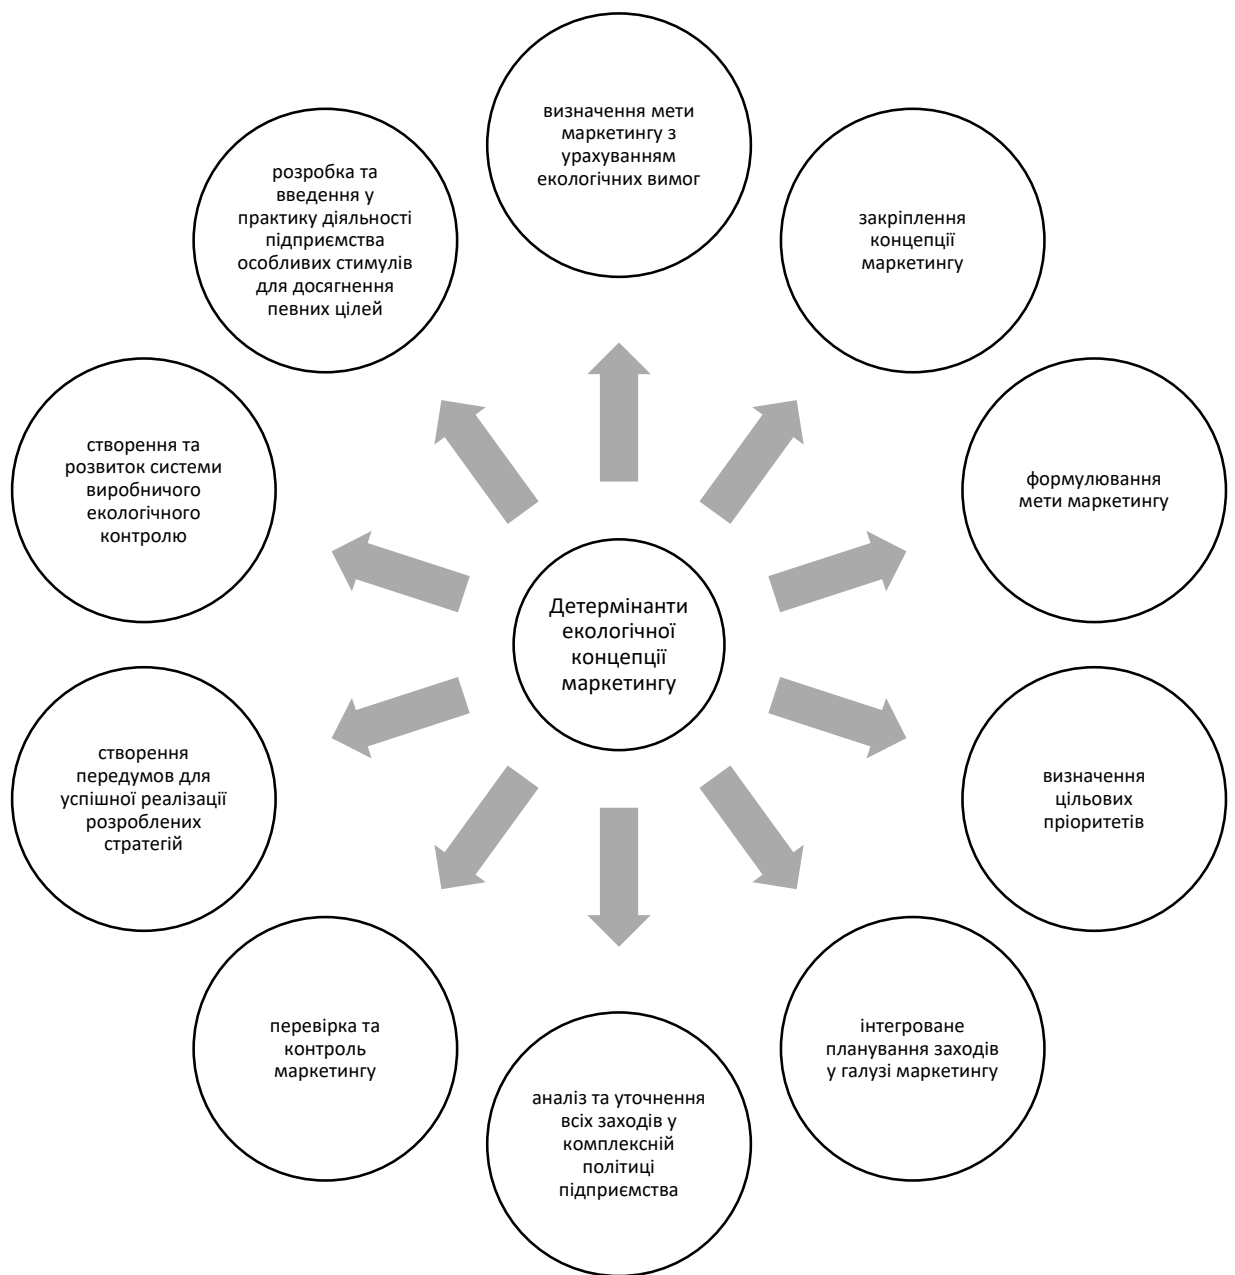 визначення мети
маркетингу з
урахуванням
екологічних вимог
закріплення
концепції
маркетингу
формулювання
мети маркетингу
визначення
цільових
пріоритетів
інтегроване
планування заходів
у галузі маркетингу
аналіз та уточнення
всіх заходів у
комплексній
політиці
підприємства
перевірка та
контроль
маркетингу
створення
передумов для
успішної реалізації
розроблених
стратегій
створення та
розвиток системи
виробничого
екологічного
контролю
розробка та
введення у
практику діяльності
підприємства
особливих стимулів
для досягнення
певних цілей
Детермінанти
екологічної
концепції
маркетингу